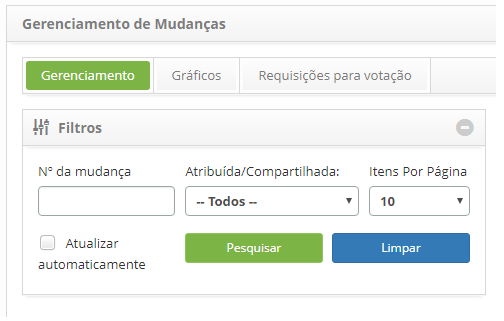 Gerenciamento de Mudanças
Gerenciamento Gráficos Requisições para votação
Filtros
Nº da mudança Atribuída/Compartilhada: Itens Por Página
-- Todos -- 10
Atualizar automaticamente Pesquisar Limpar